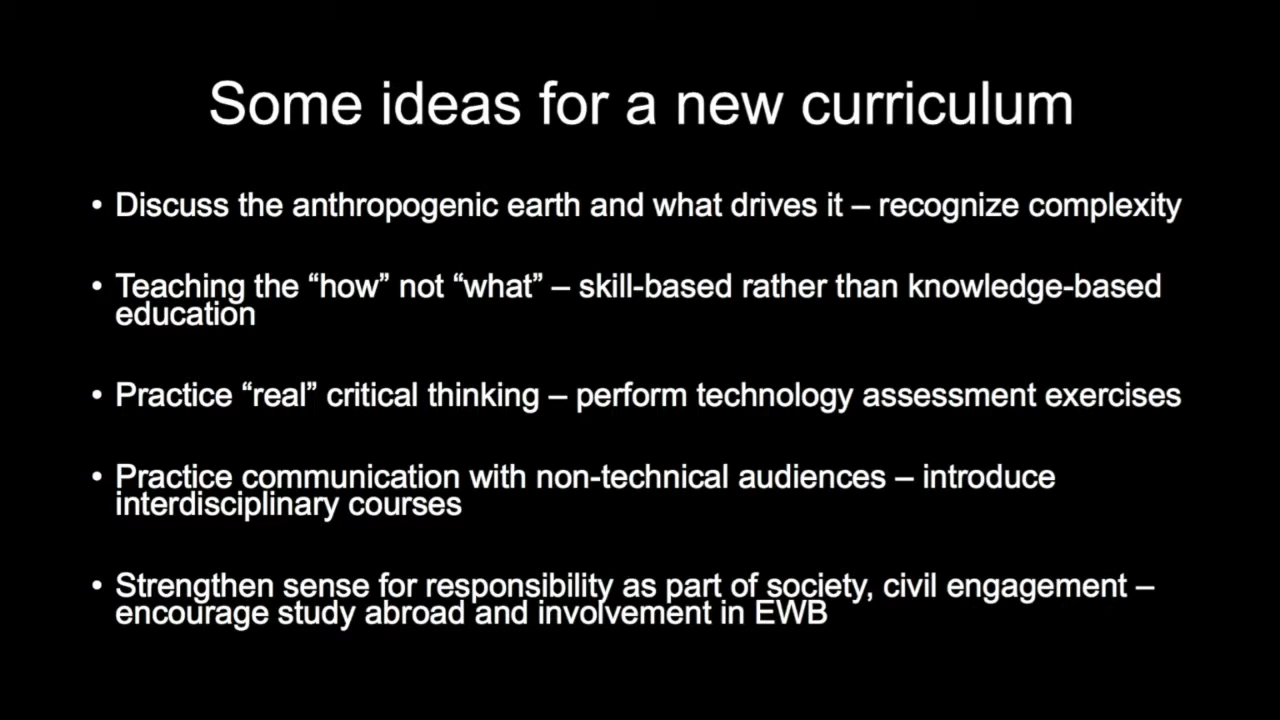 Some ideas for a new curriculum
• Discuss the anthropogenic earth and what drives it – recognize complexity
• Teaching the “how” not “what” – skill-based rather than knowledge-based
education
• Practice “real” critical thinking – perform technology assessment exercises
• Practice communication with non-technical audiences – introduce
interdisciplinary courses
• Strengthen sense for responsibility as part of society, civil engagement –
encourage study abroad and involvement in EWB